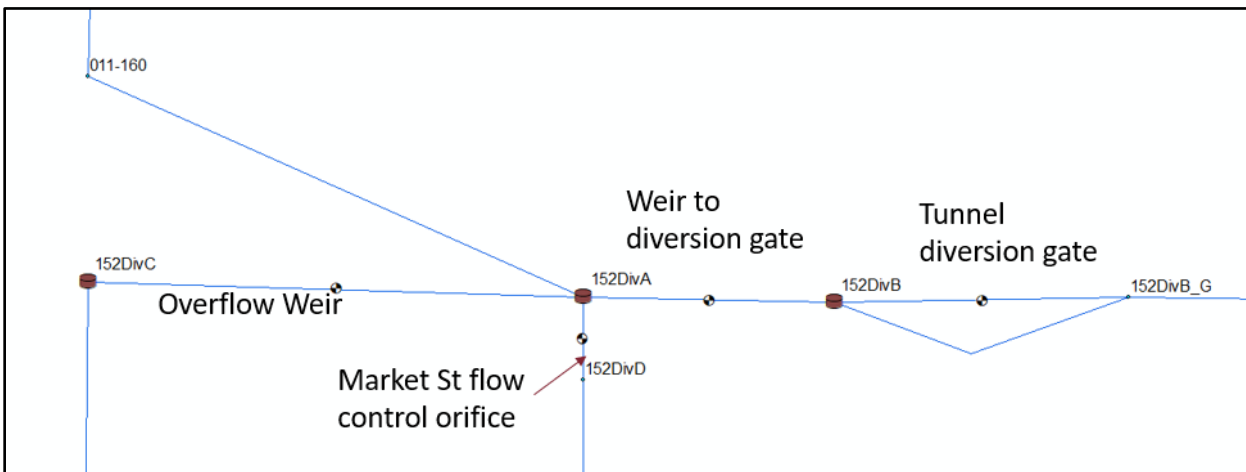 011-160
Weir to
diversion gate
Tunnel
diversion gate
152DivC
152DivA
152DivB
152DivB_G
Overflow Weir
Market St flow
control orifice
152DivD